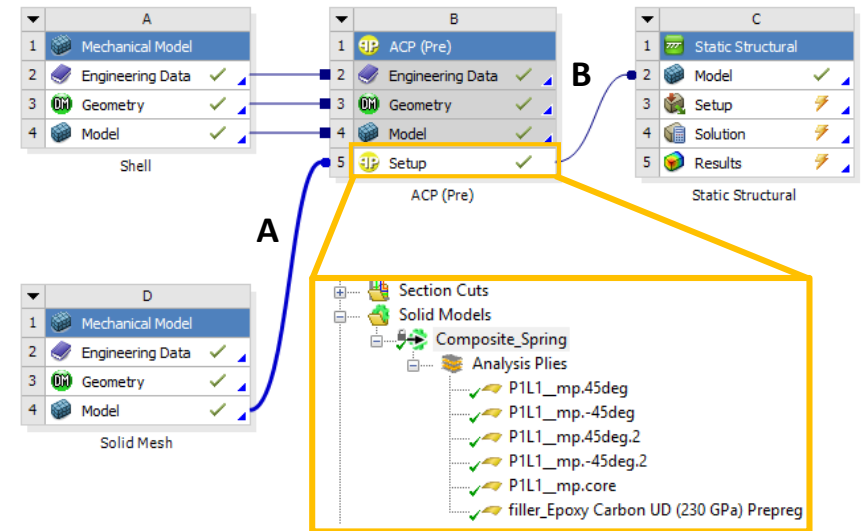 A
1 Mechanical Model
2 Engineering Data
3 DM Geometry
4 Model
Shell
B
1 ACP (Pre)
2 Engineering Data
3 DM Geometry
4 Model
5 Setup
ACP (Pre)
B
C
1 Static Structural
2 Model
3 Setup
4 Solution
5 Results
Static Structural
A
D
1 Mechanical Model
2 Engineering Data
3 DM Geometry
4 Model
Solid Mesh
Section Cuts
Solid Models
Composite_Spring
Analysis Plies
P1L1__mp.45deg
P1L1__mp.-45deg
P1L1__mp.45deg.2
P1L1__mp.-45deg.2
P1L1__mp.core
filler_Epoxy Carbon UD (230 GPa) Prepreg